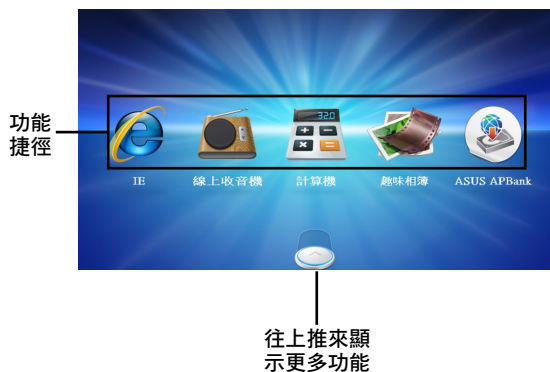 320
功能
捷徑
IE
線上收音機
計算機
趣味相簿
ASUS APBank
往上推來顯
示更多功能